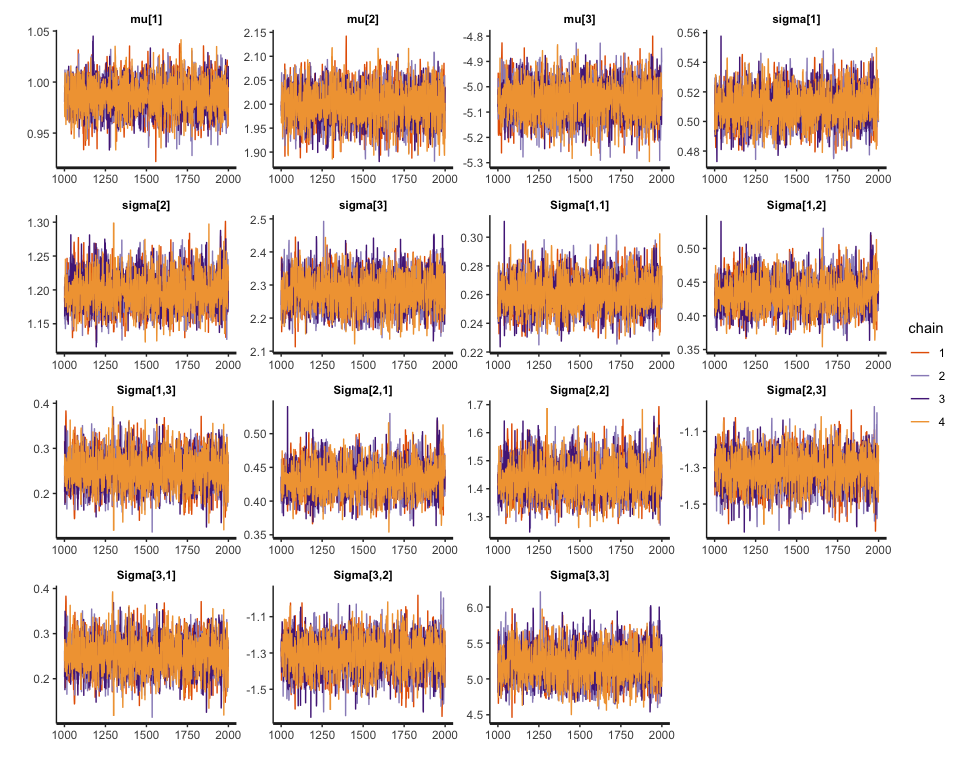 mu[1] mu[2] mu[3] sigma[1]
1.05 2.15 -4.8 0.56
1.00 2.10 -4.9 0.54
0.95 2.05 -5.0 0.52
2.00 -5.1 0.50
1.95 -5.2 0.48
1.90 -5.3
1000 1250 1500 1750 2000 1000 1250 1500 1750 2000 1000 1250 1500 1750 2000 1000 1250 1500 1750 2000
sigma[2] sigma[3] Sigma[1,1] Sigma[1,2]
1.30 2.5 0.30 0.50
1.25 2.4 0.28 0.45
1.20 2.3 0.26 0.40
1.15 2.2 0.24 0.35
2.1 0.22
1000 1250 1500 1750 2000 1000 1250 1500 1750 2000 1000 1250 1500 1750 2000 1000 1250 1500 1750 2000
chain
1
2
3
4
Sigma[1,3] Sigma[2,1] Sigma[2,2] Sigma[2,3]
0.4 0.50 1.7 -1.1
0.3 0.45 1.6 -1.3
0.2 0.40 1.5 -1.5
0.35 1.4
1.3
1000 1250 1500 1750 2000 1000 1250 1500 1750 2000 1000 1250 1500 1750 2000 1000 1250 1500 1750 2000
Sigma[3,1] Sigma[3,2] Sigma[3,3]
0.4 -1.1 6.0
0.3 -1.3 5.5
0.2 -1.5 5.0
4.5
1000 1250 1500 1750 2000 1000 1250 1500 1750 2000 1000 1250 1500 1750 2000